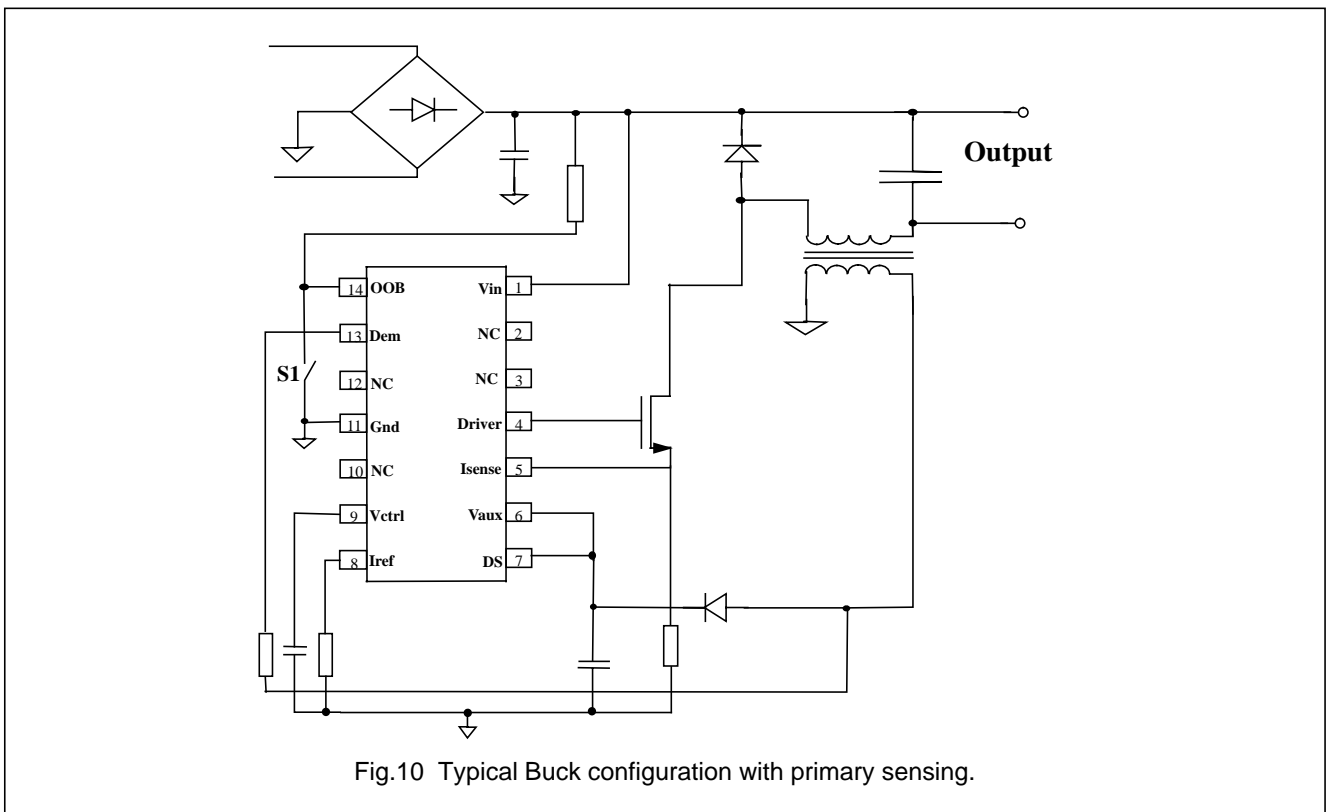 Output
14 OOB Vin 1
13 Dem NC 2
12 NC NC 3
S1
11 Gnd Driver 4
10 NC Isense 5
9 Vctrl Vaux 6
8 Iref DS 7
Fig.10 Typical Buck configuration with primary sensing.